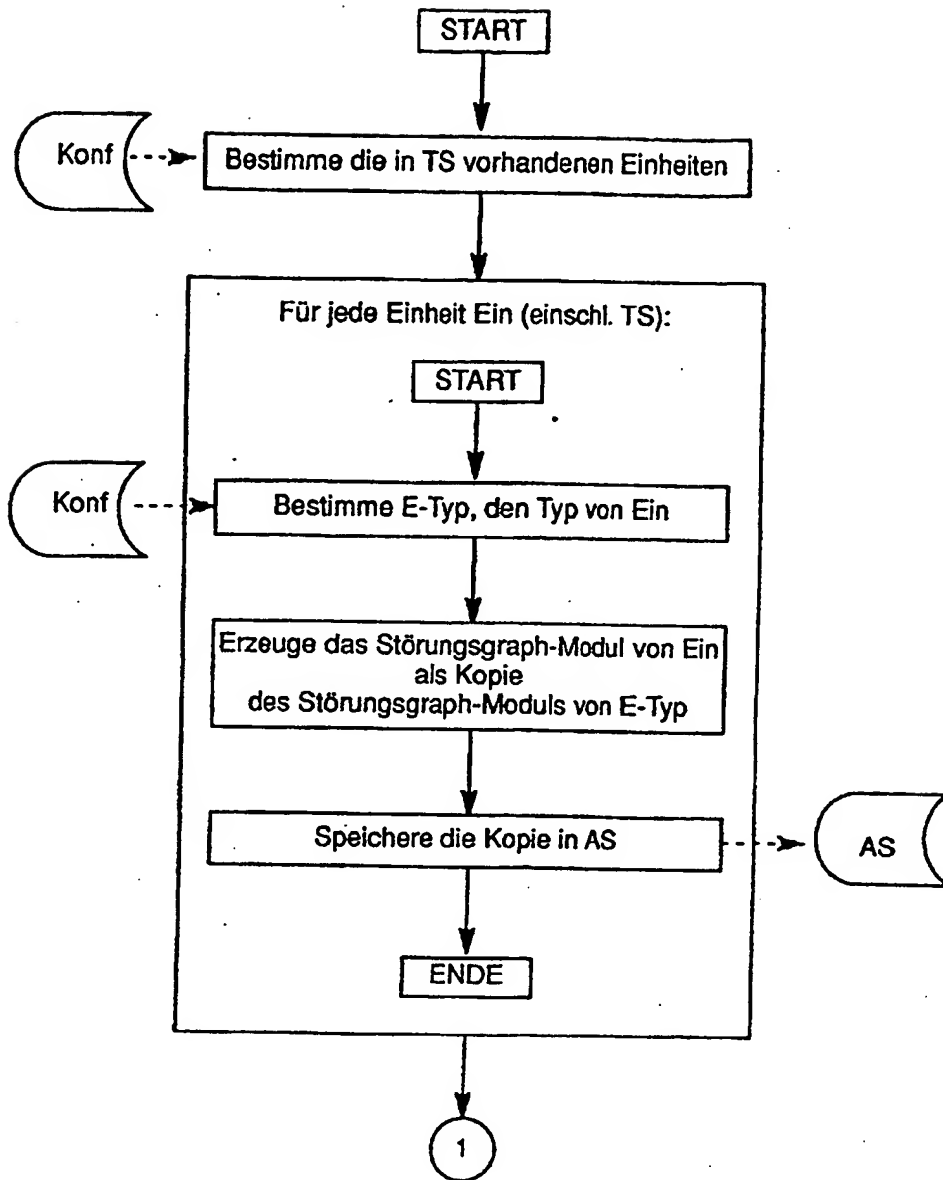 START
Konf
Bestimme die in TS vorhandenen Einheiten
Für jede Einheit Ein (einschl. TS):
START
Konf
Bestimme E-Typ, den Typ von Ein
Erzeuge das Störungsgraph-Modul von Ein
als Kopie
des Störungsgraph-Moduls von E-Typ
Speichere die Kopie in AS
AS
ENDE
1